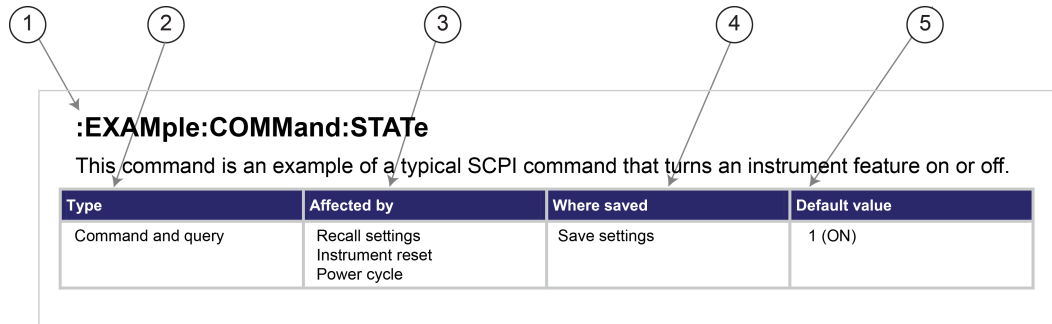 1 2 3 4 5
:EXAMple:COMMand:STATe
This command is an example of a typical SCPI command that turns an instrument feature on or off.
Type Affected by Where saved Default value
Command and query Recall settings Save settings 1 (ON)
Instrument reset
Power cycle